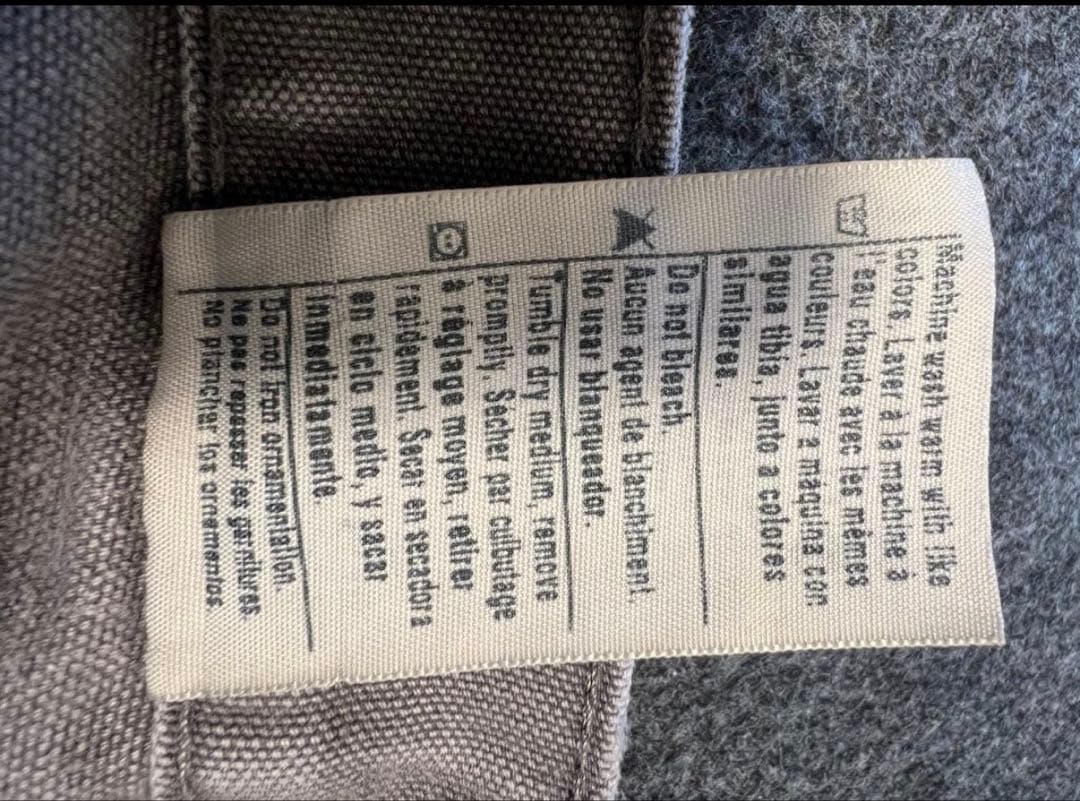 Machine wash warm with like
colors. Laver à la machine à
l'eau chaude avec les mêmes
couleurs. Lavar a máquina con
agua tibia, junto a colores
similares.
Do not bleach.
Aucun agent de blanchiment.
No usar blanqueador.
Tumble dry medium, remove
promptly. Sécher par culbutage
à réglage moyen, retirer
rapidement. Secar en secadora
en ciclo medio, y sacar
inmediatamente.
Do not iron ornamentation.
Ne pas repasser les garnitures.
No planchar los ornamentos.